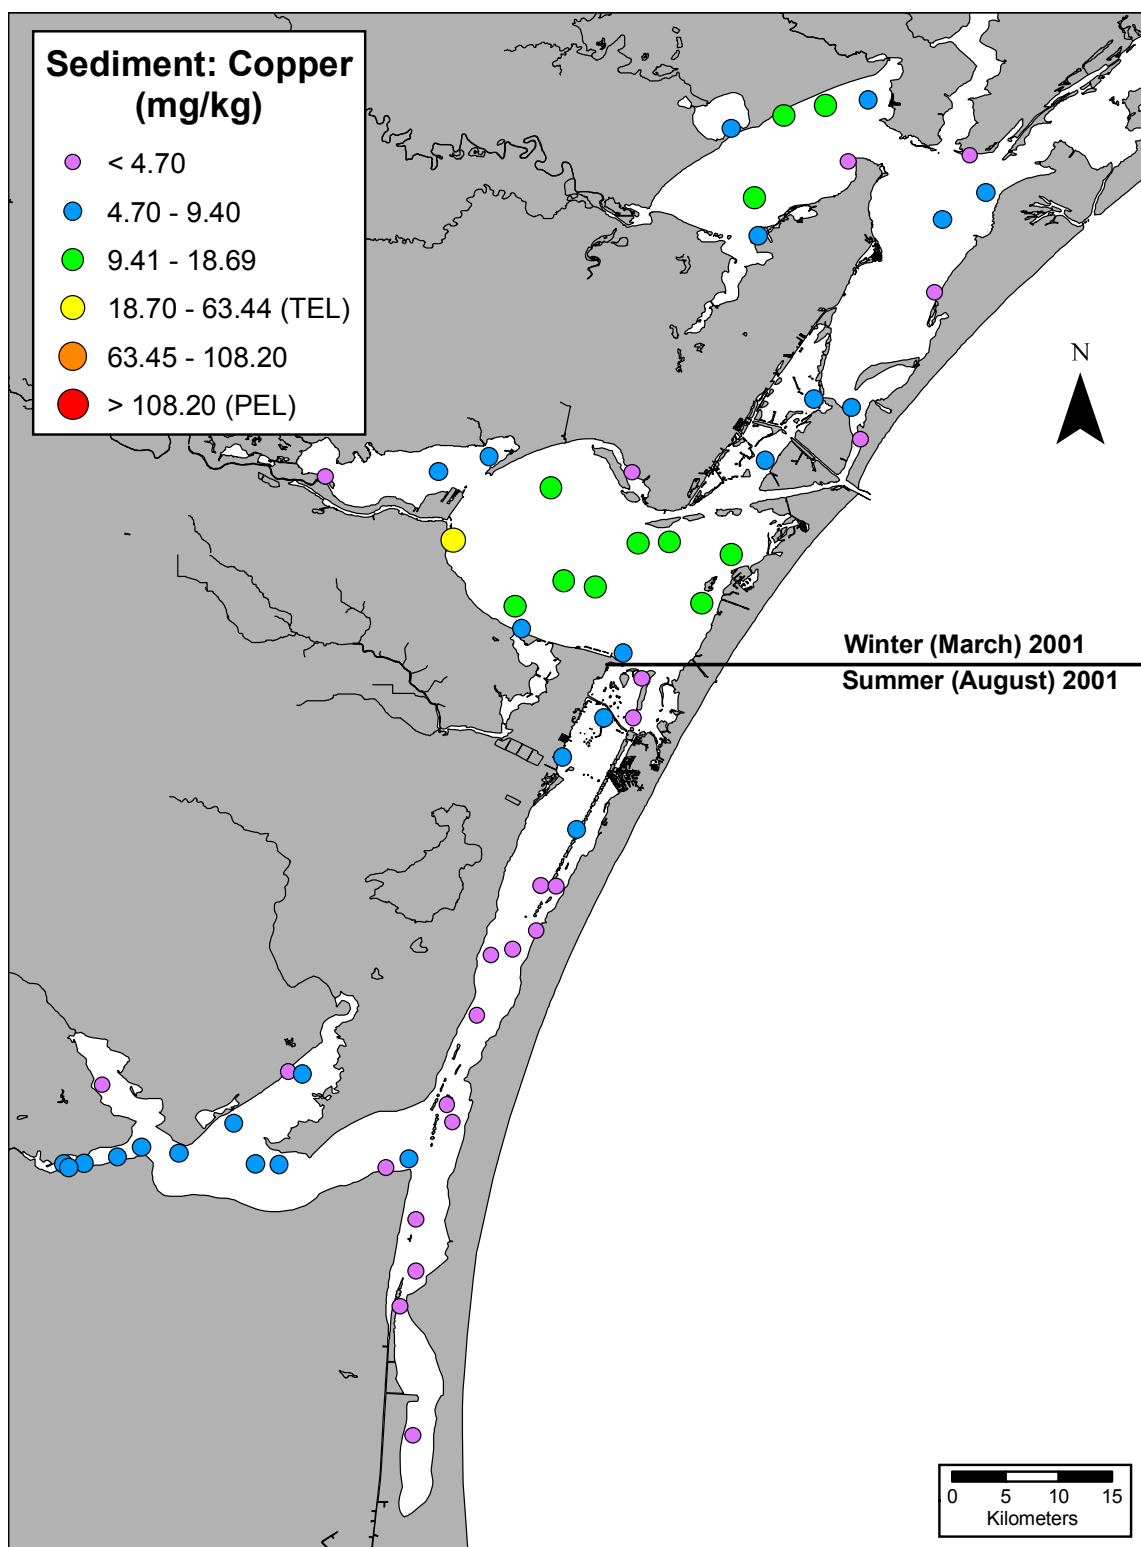 Sediment: Copper
(mg/kg)
< 4.70
4.70 - 9.40
9.41 - 18.69
18.70 - 63.44 (TEL)
63.45 - 108.20
> 108.20 (PEL)
N
Winter (March) 2001
Summer (August) 2001
0 5 10 15
Kilometers